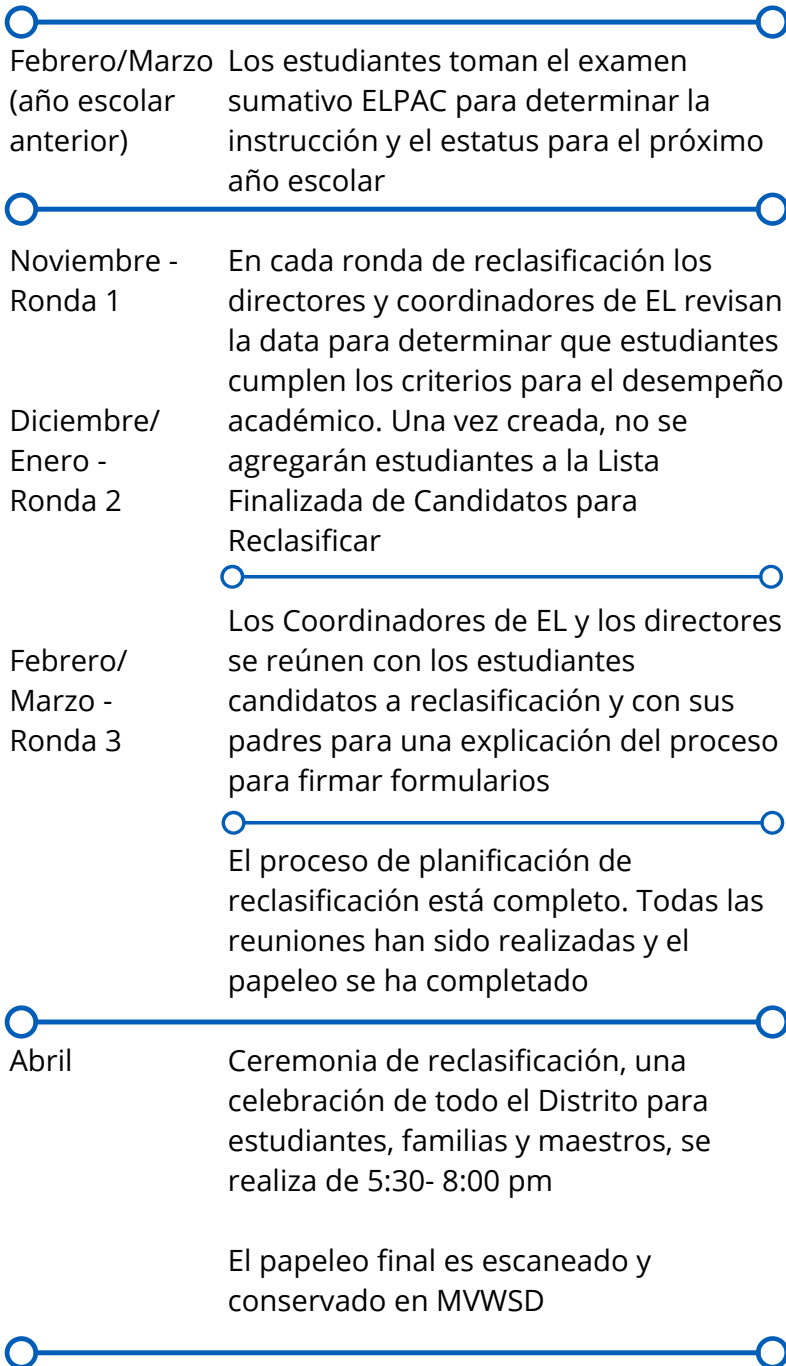 Febrero/Marzo
(año escolar
anterior)
Los estudiantes toman el examen
sumativo ELPAC para determinar la
instrucción y el estatus para el próximo
año escolar
Noviembre -
Ronda 1
Diciembre/
Enero -
Ronda 2
Febrero/
Marzo -
Ronda 3
En cada ronda de reclasificación los
directores y coordinadores de EL revisan
la data para determinar que estudiantes
cumplen los criterios para el desempeño
académico. Una vez creada, no se
agregarán estudiantes a la Lista
Finalizada de Candidatos para
Reclasificar
Los Coordinadores de EL y los directores
se reúnen con los estudiantes
candidatos a reclasificación y con sus
padres para una explicación del proceso
para firmar formularios
El proceso de planificación de
reclasificación está completo. Todas las
reuniones han sido realizadas y el
papeleo se ha completado
Abril
Ceremonia de reclasificación, una
celebración de todo el Distrito para
estudiantes, familias y maestros, se
realiza de 5:30- 8:00 pm
El papeleo final es escaneado y
conservado en MVWSD